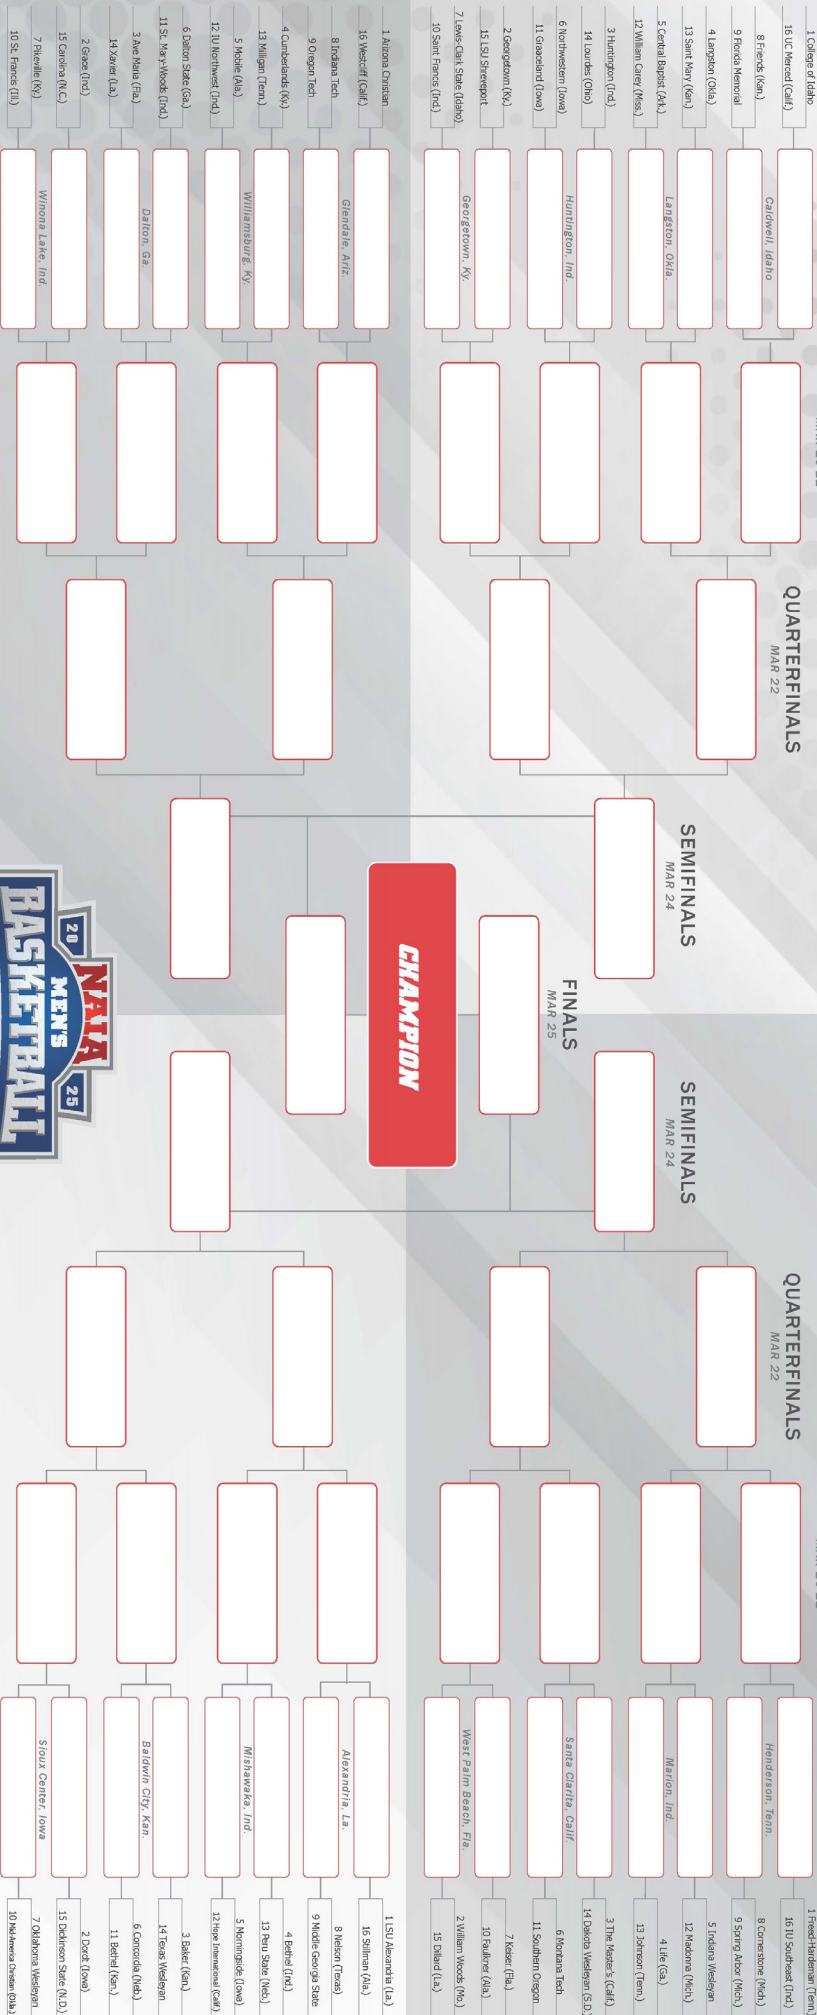 1 College of Idaho
16 UC Merced (Calif.)
Caldwell, Idaho
8 Friends (Kan.)
9 Florida Memorial
4 Langston (Okla.)
13 Saint Mary (Kan.)
Langston, Okla.
5 Central Baptist (Ark.)
12 William Carey (Miss.)
3 Huntington (Ind.)
14 Lourdes (Ohio)
Huntington, Ind.
6 Northwestern (Iowa)
11 Graaceland (Iowa)
2 Georgetown (Ky.)
15 LSU Shreveport
Georgetown, Ky.
7 Lewis-Clark State (Idaho)
10 Saint Francis (Ind.)
1 Arizona Christian
16 Westcliff (Calif.)
Glendale, Ariz.
8 Indiana Tech
9 Oregon Tech
4 Cumberlands (Ky.)
13 Milligan (Tenn.)
Williamsburg, Ky.
5 Mobile (Ala.)
12 IU Northwest (Ind.)
6 Dalton State (Ga.)
11 St. Mary-Woods (Ind.)
Dalton, Ga.
3 Ave Maria (Fla.)
14 Xavier (La.)
2 Grace (Ind.)
15 Carolina (N.C.)
Winona Lake, Ind.
7 Pikeville (Ky.)
10 St. Francis (Ill.)
QUARTERFINALS
MAR 22
SEMIFINALS
MAR 24
FINALS
MAR 25
CHAMPION
SEMIFINALS
MAR 24
QUARTERFINALS
MAR 22
20 NAIA 25
MEN'S
BASKETBALL
1 Freed-Hardeman (Tenn.)
16 IU Southeast (Ind.)
Henderson, Tenn.
8 Cornerstone (Mich.)
9 Spring Arbor (Mich.)
5 Indiana Wesleyan
12 Madonna (Mich.)
Marion, Ind.
4 Life (Ga.)
13 Johnson (Tenn.)
3 The Master's (Calif.)
14 Dakota Wesleyan (S.D.)
Santa Clarita, Calif.
6 Montana Tech
11 Southern Oregon
7 Keiser (Fla.)
10 Faulkner (Ala.)
West Palm Beach, Fla.
2 William Woods (Mo.)
15 Dillard (La.)
1 LSU Alexandria (La.)
16 Stillman (Ala.)
Alexandria, La.
8 Nelson (Texas)
9 Middle Georgia State
4 Bethel (Ind.)
13 Peru State (Neb.)
Mishawaka, Ind.
5 Morningside (Iowa)
12 Hope International (Calif.)
3 Baker (Kan.)
14 Texas Wesleyan
Baldwin City, Kan.
6 Concordia (Neb.)
11 Bethel (Kan.)
2 Dordt (Iowa)
15 Dickinson State (N.D.)
Sioux Center, Iowa
7 Oklahoma Wesleyan
10 Mid-America Christian (Okla.)